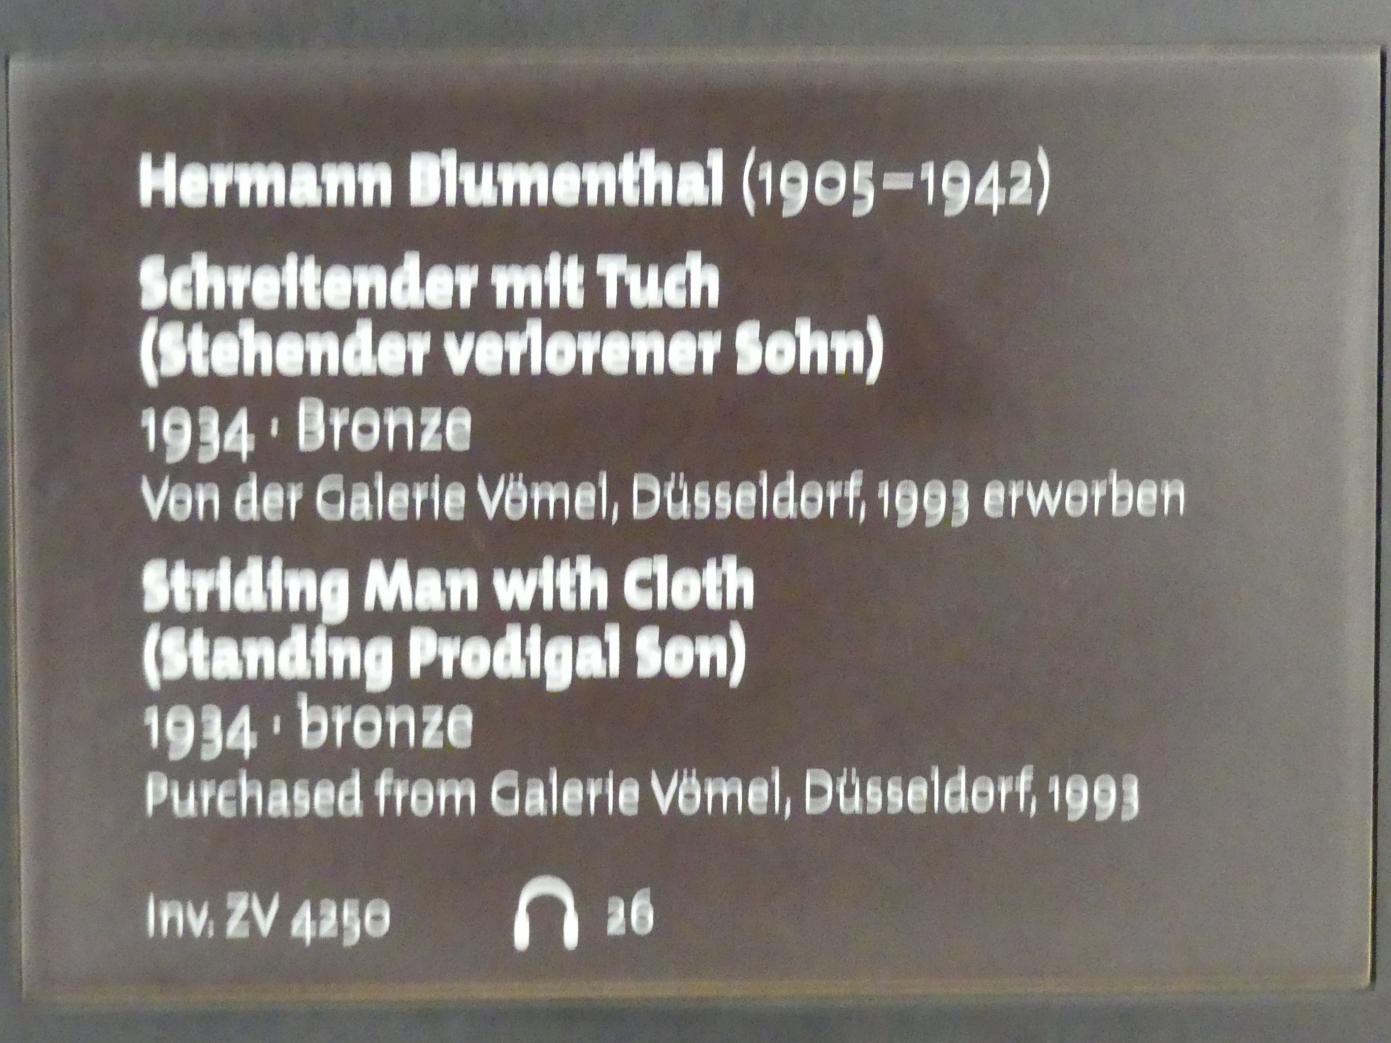 Hermann Blumenthal (1905–1942)
Schreitender mit Tuch
(Stehender verlorener Sohn)
1934 · Bronze
Von der Galerie Vömel, Düsseldorf, 1993 erworben
Striding Man with Cloth
(Standing Prodigal Son)
1934 · bronze
Purchased from Galerie Vömel, Düsseldorf, 1993
Inv. ZV 4250 26